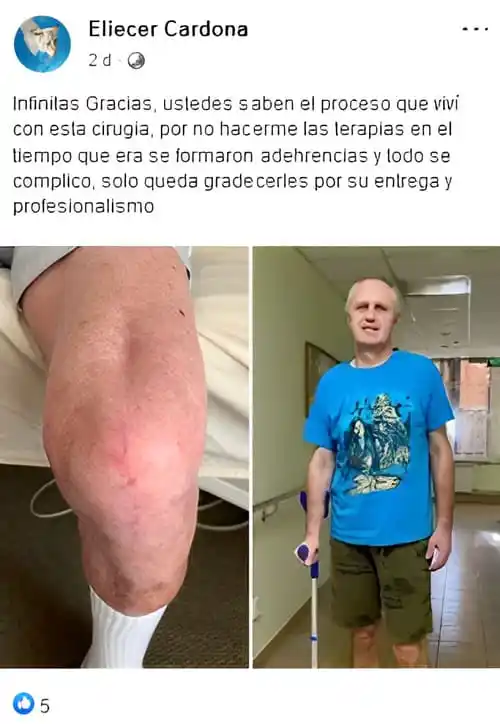 Eliecer Cardona
2 d
Infinitas Gracias, ustedes saben el proceso que viví
con esta cirugia, por no hacerme las terapias en el
tiempo que era se formaron adehrencias y todo se
complico, solo queda gradecerles por su entrega y
profesionalismo
5